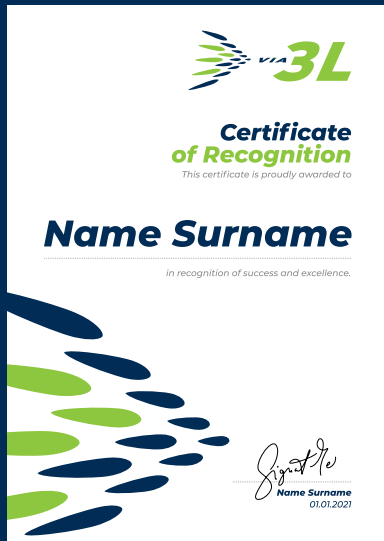 VIA 3L
Certificate
of Recognition
This certificate is proudly awarded to
Name Surname
in recognition of success and excellence.
Signature
Name Surname
01.01.2021